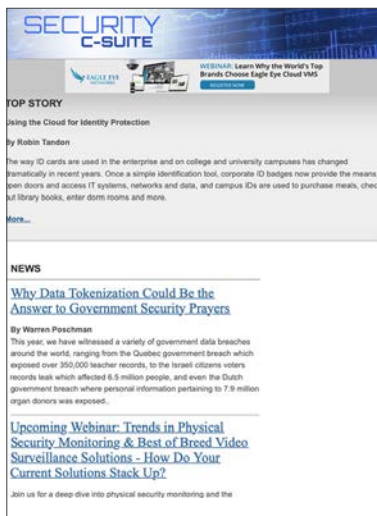 SECURITY
C-SUITE
EAGLE EYE
NETWORKS
WEBINAR: Learn Why the World's Top
Brands Choose Eagle Eye Cloud VMS
REGISTER NOW
TOP STORY
Using the Cloud for Identity Protection
By Robin Tandon
The way ID cards are used in the enterprise and on college and university campuses has changed
dramatically in recent years. Once a simple identification tool, corporate ID badges now provide the means
open doors and access IT systems, networks and data, and campus IDs are used to purchase meals, chec
out library books, enter dorm rooms and more.
More...
NEWS
Why Data Tokenization Could Be the
Answer to Government Security Prayers
By Warren Poschman
This year, we have witnessed a variety of government data breaches
around the world, ranging from the Quebec government breach which
exposed over 350,000 teacher records, to the Israeli citizens voters
records leak which affected 6.5 million people, and even the Dutch
government breach where personal information pertaining to 7.9 million
organ donors was exposed..
Upcoming Webinar: Trends in Physical
Security Monitoring & Best of Breed Video
Surveillance Solutions - How Do Your
Current Solutions Stack Up?
Join us for a deep dive into physical security monitoring and the